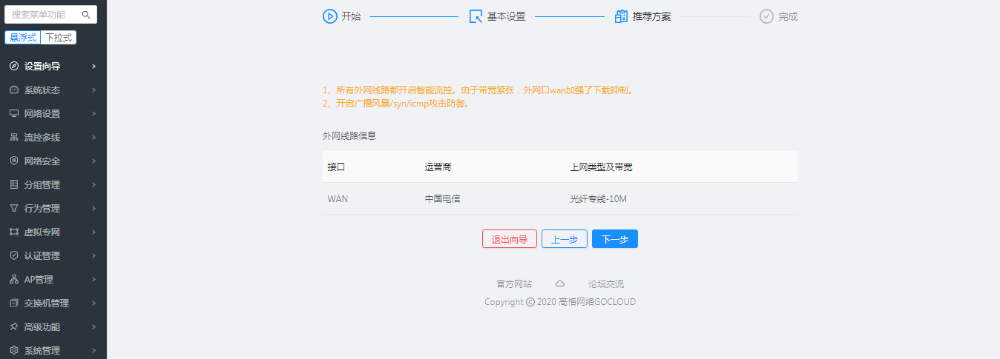 搜索菜单功能
悬浮式 下拉式
设置向导
系统状态
网络设置
流控多线
网络安全
分组管理
行为管理
虚拟专网
认证管理
AP管理
交换机管理
高级功能
系统管理
开始 基本设置 推荐方案 完成
1、所有外网线路都开启智能流控。由于带宽紧张，外网口wan加强了下载抑制。
2、开启广播风暴/syn/icmp攻击防御。
外网线路信息
接口 运营商 上网类型及带宽
WAN 中国电信 光纤专线-10M
退出向导 上一步 下一步
官方网站 论坛交流
Copyright © 2020 高恪网络GOCLOUD